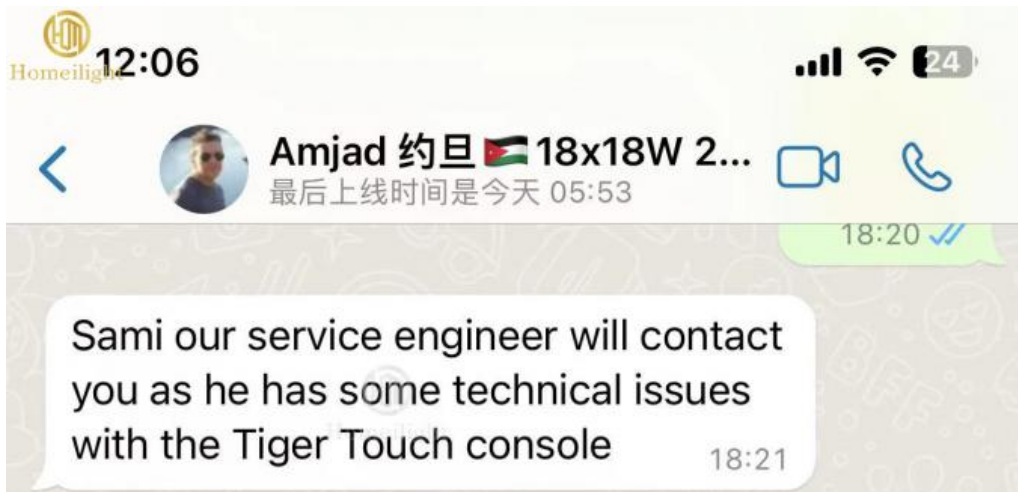 12:06
24
Homeilight
Amjad 约旦🇯🇴18x18W 2...
最后上线时间是今天 05:53
18:20
Sami our service engineer will contact
you as he has some technical issues
with the Tiger Touch console
18:21
Homeilight